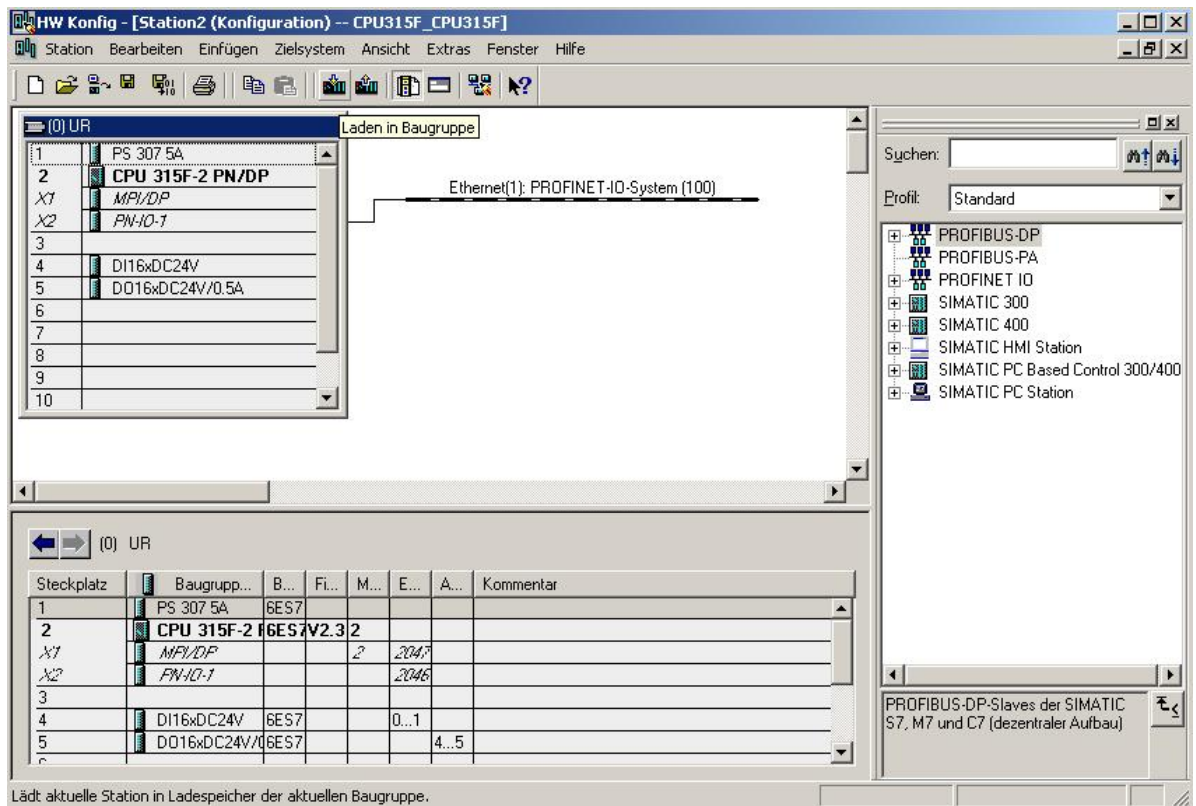 HW Konfig - [Station2 (Konfiguration) -- CPU315F_CPU315F]
Station Bearbeiten Einfügen Zielsystem Ansicht Extras Fenster Hilfe
Laden in Baugruppe
(0) UR
1 PS 307 5A
2 CPU 315F-2 PN/DP
X1 MPI/DP
X2 PN-IO-1
3
4 DI16xDC24V
5 DO16xDC24V/0.5A
6
7
8
9
10
Ethernet(1): PROFINET-IO-System (100)
Suchen:
Profil: Standard
PROFIBUS-DP
PROFIBUS-PA
PROFINET IO
SIMATIC 300
SIMATIC 400
SIMATIC HMI Station
SIMATIC PC Based Control 300/400
SIMATIC PC Station
PROFIBUS-DP-Slaves der SIMATIC
S7, M7 und C7 (dezentraler Aufbau)
(0) UR
Steckplatz Baugrupp... B... Fi... M... E... A... Kommentar
1 PS 307 5A 6ES7
2 CPU 315F-2 6ES7 V2.3 2
X1 MPI/DP 2 2047
X2 PN-IO-1 2046
3
4 DI16xDC24V 6ES7 0...1
5 DO16xDC24V/ 6ES7 4...5
Lädt aktuelle Station in Ladespeicher der aktuellen Baugruppe.